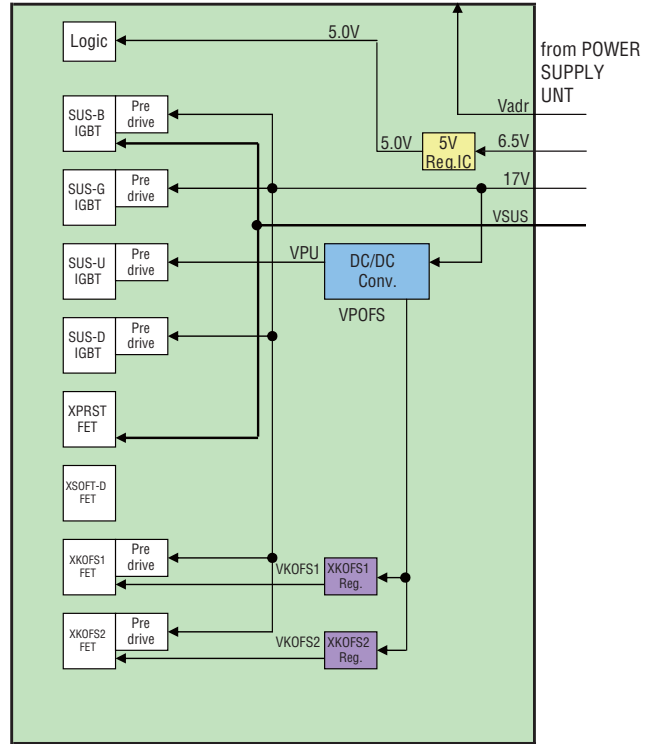 Logic
5.0V
from POWER
SUPPLY
UNT
Vadr
SUS-B
IGBT
Pre
drive
5.0V
5V
Reg.IC
6.5V
SUS-G
IGBT
Pre
drive
17V
VSUS
SUS-U
IGBT
Pre
drive
VPU
DC/DC
Conv.
VPOFS
SUS-D
IGBT
Pre
drive
XPRST
FET
XSOFT-D
FET
XKOFS1
FET
Pre
drive
VKOFS1
XKOFS1
Reg.
XKOFS2
FET
Pre
drive
VKOFS2
XKOFS2
Reg.